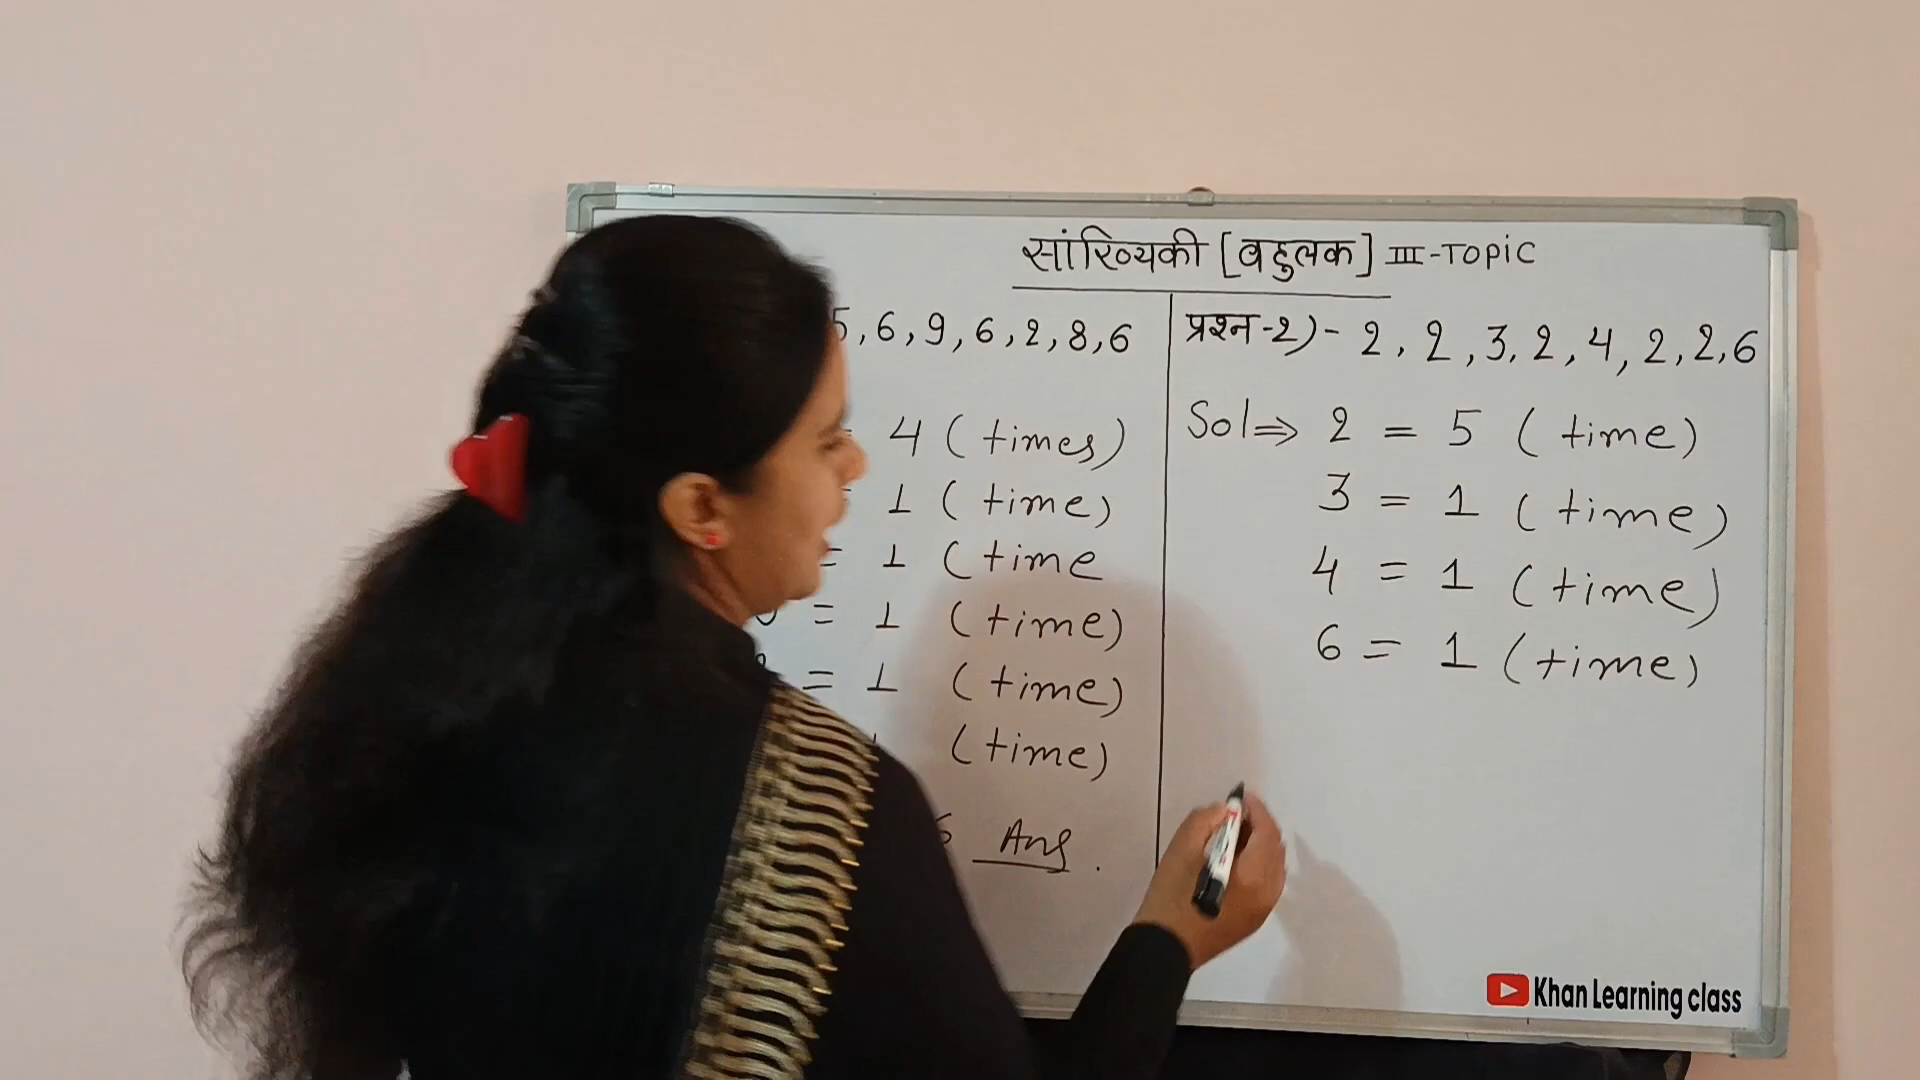 सांख्यिकी [बहुलक] III-TOPIC
5, 6, 9, 6, 2, 8, 6
= 4 (times)
= 1 (time)
= 1 (time
= 1 (time)
= 1 (time)
(time)
6 Ans.
प्रश्न-2)- 2, 2, 3, 2, 4, 2, 2, 6
Sol⇒ 2 = 5 (time)
3 = 1 (time)
4 = 1 (time)
6 = 1 (time)
Khan Learning class